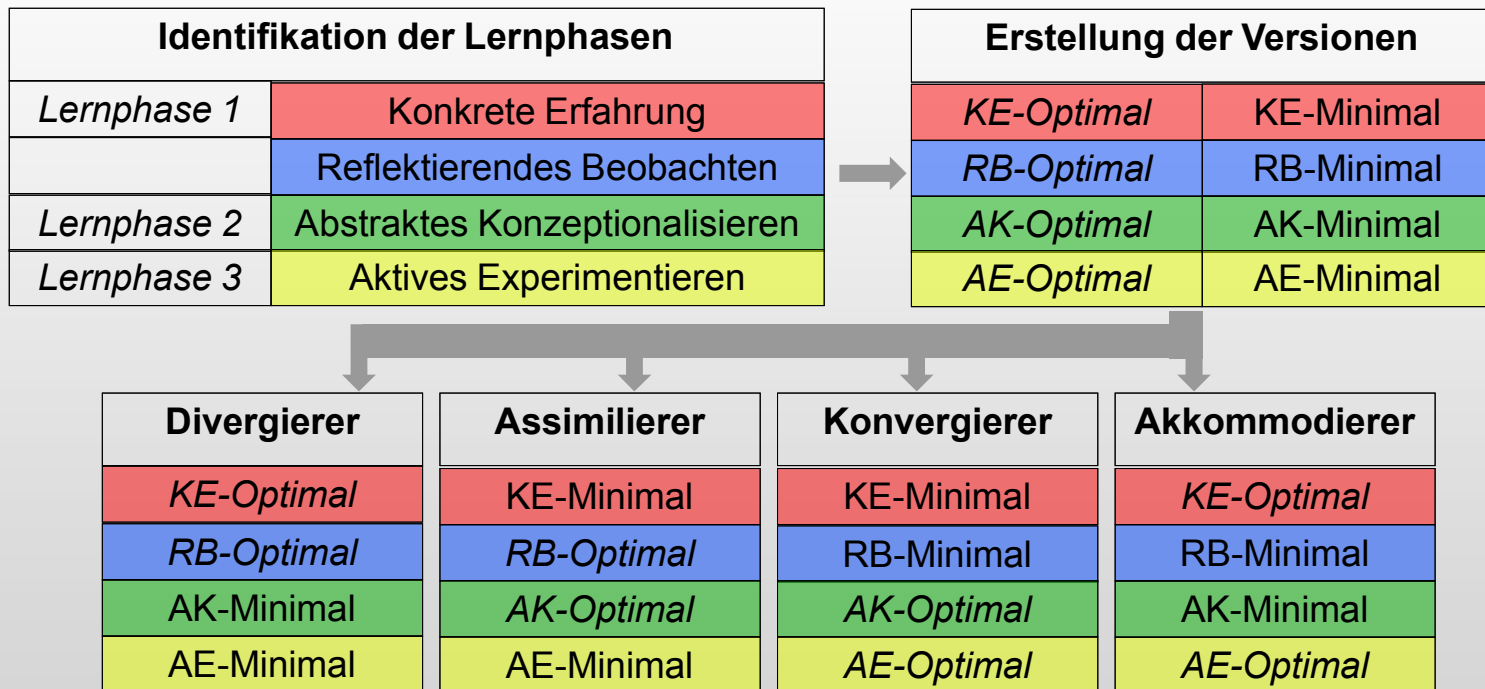 Identifikation der Lernphasen
Lernphase 1 Konkrete Erfahrung
Reflektierendes Beobachten
Lernphase 2 Abstraktes Konzeptionalisieren
Lernphase 3 Aktives Experimentieren
Erstellung der Versionen
KE-Optimal KE-Minimal
RB-Optimal RB-Minimal
AK-Optimal AK-Minimal
AE-Optimal AE-Minimal
Divergierer
KE-Optimal
RB-Optimal
AK-Minimal
AE-Minimal
Assimilierer
KE-Minimal
RB-Optimal
AK-Optimal
AE-Minimal
Konvergierer
KE-Minimal
RB-Minimal
AK-Optimal
AE-Optimal
Akkommodierer
KE-Optimal
RB-Minimal
AK-Minimal
AE-Optimal